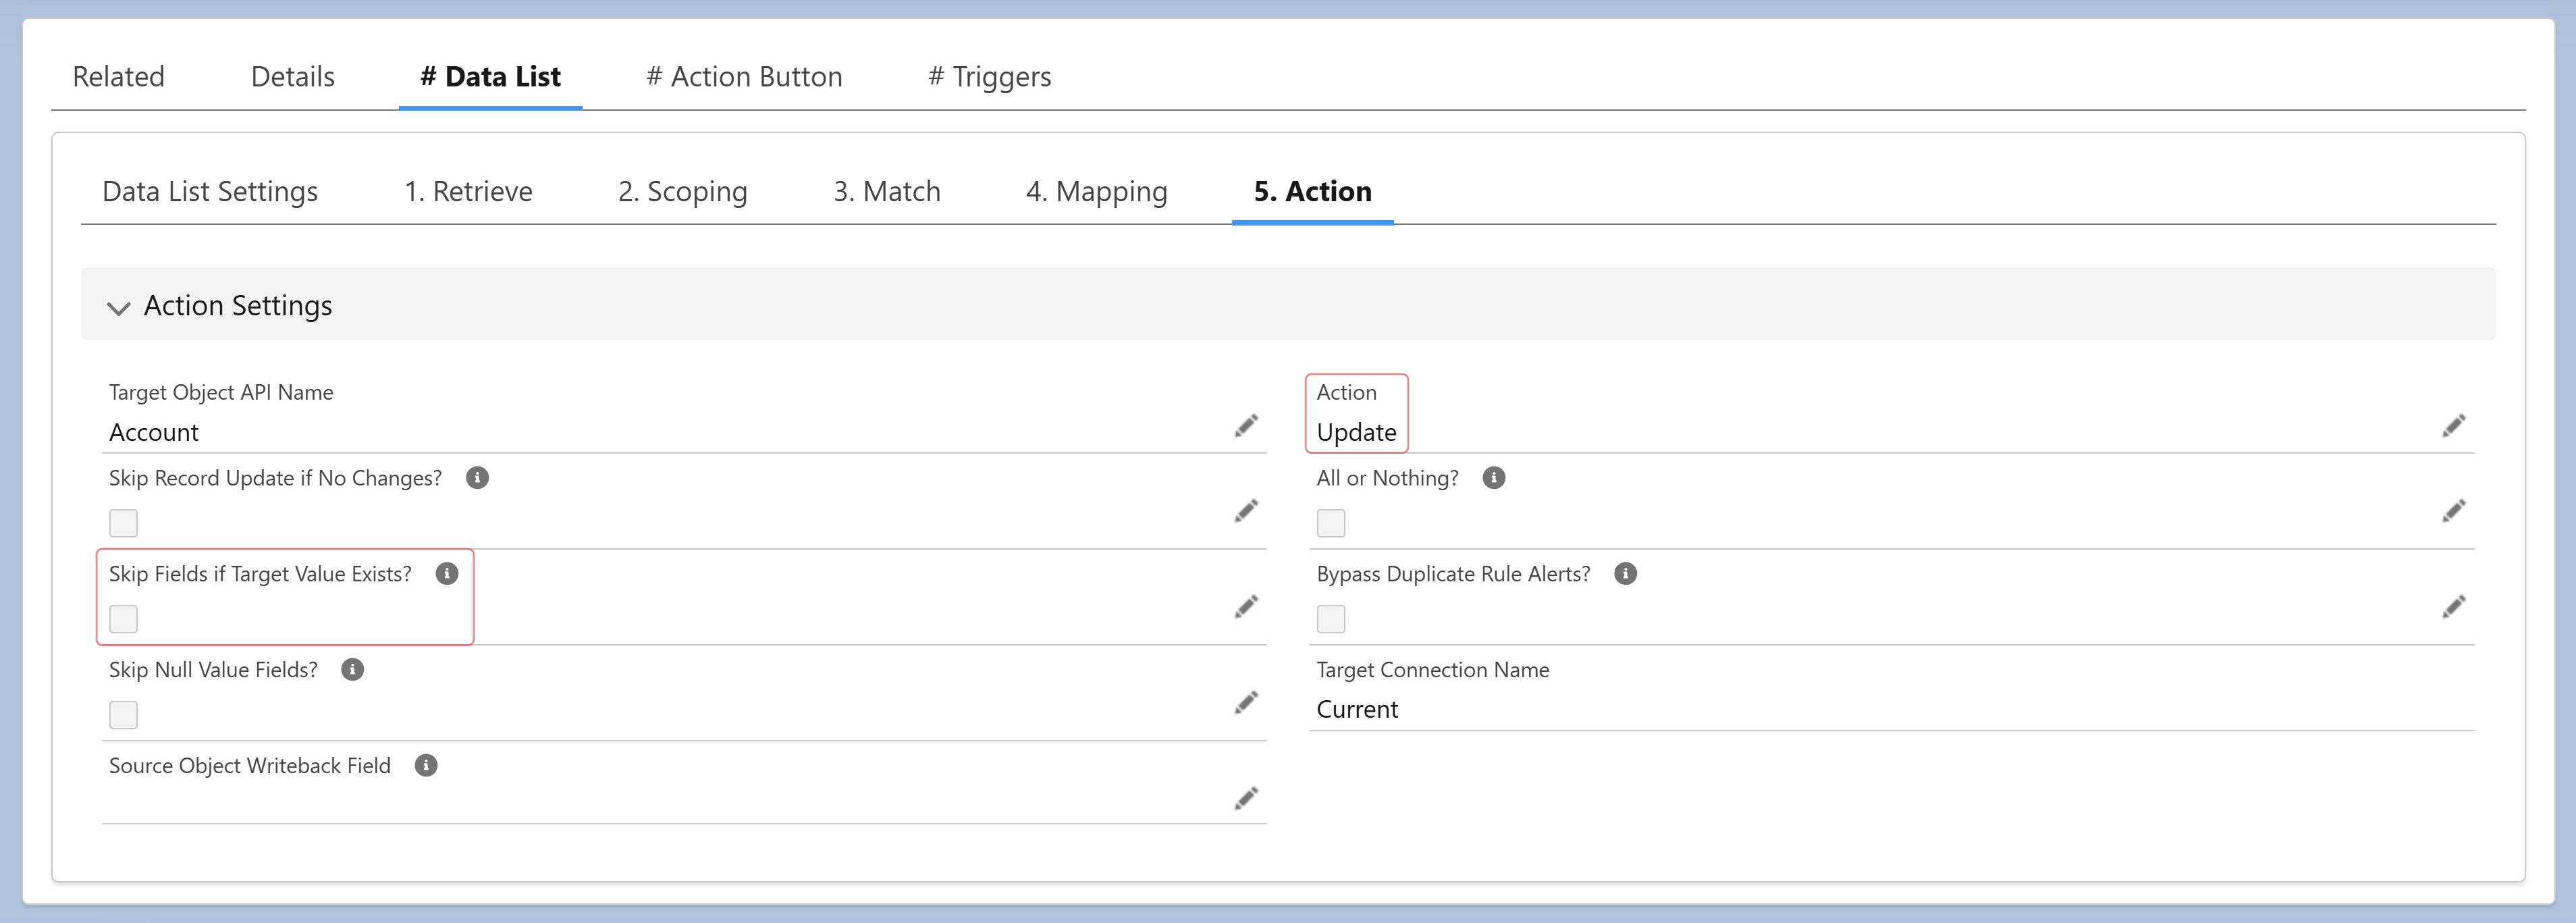 Related Details # Data List # Action Button # Triggers
Data List Settings 1. Retrieve 2. Scoping 3. Match 4. Mapping 5. Action
Action Settings
Target Object API Name
Account
Action
Update
Skip Record Update if No Changes?
All or Nothing?
Skip Fields if Target Value Exists?
Bypass Duplicate Rule Alerts?
Skip Null Value Fields?
Target Connection Name
Current
Source Object Writeback Field